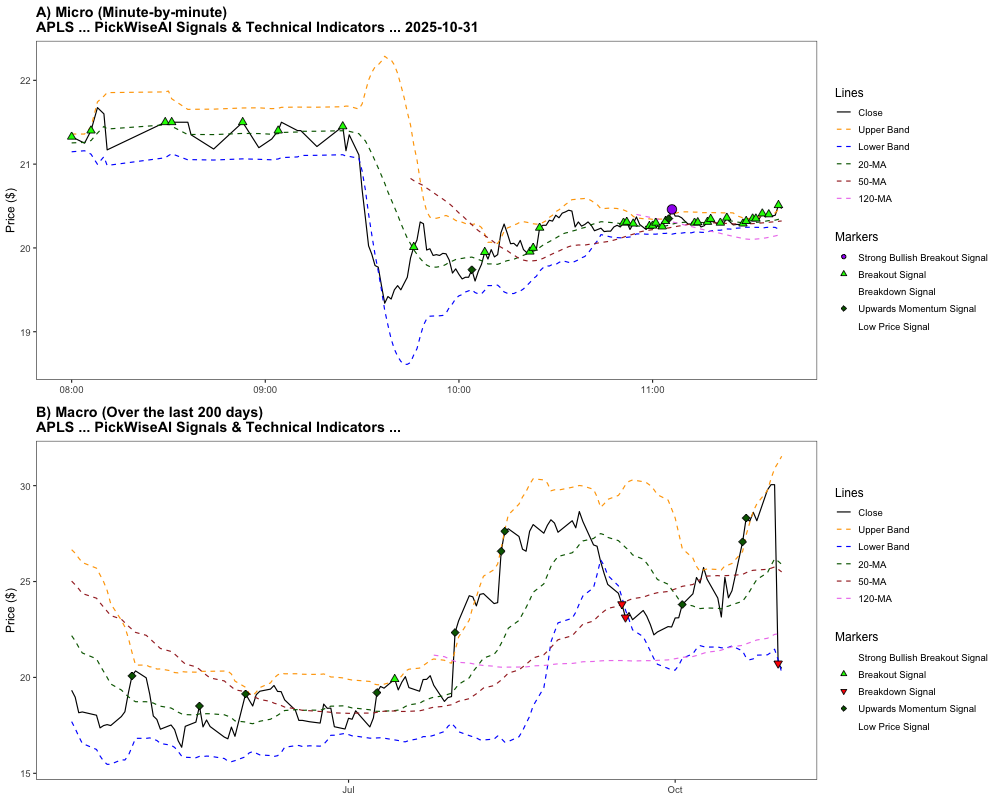 A) Micro (Minute-by-minute)
APLS ... PickWiseAI Signals & Technical Indicators ... 2025-10-31
Price ($)
22
21
20
19
08:00
09:00
10:00
11:00
Lines
Close
Upper Band
Lower Band
20-MA
50-MA
120-MA
Markers
Strong Bullish Breakout Signal
Breakout Signal
Breakdown Signal
Upwards Momentum Signal
Low Price Signal
B) Macro (Over the last 200 days)
APLS ... PickWiseAI Signals & Technical Indicators ...
Price ($)
30
25
20
15
Jul
Oct
Lines
Close
Upper Band
Lower Band
20-MA
50-MA
120-MA
Markers
Strong Bullish Breakout Signal
Breakout Signal
Breakdown Signal
Upwards Momentum Signal
Low Price Signal